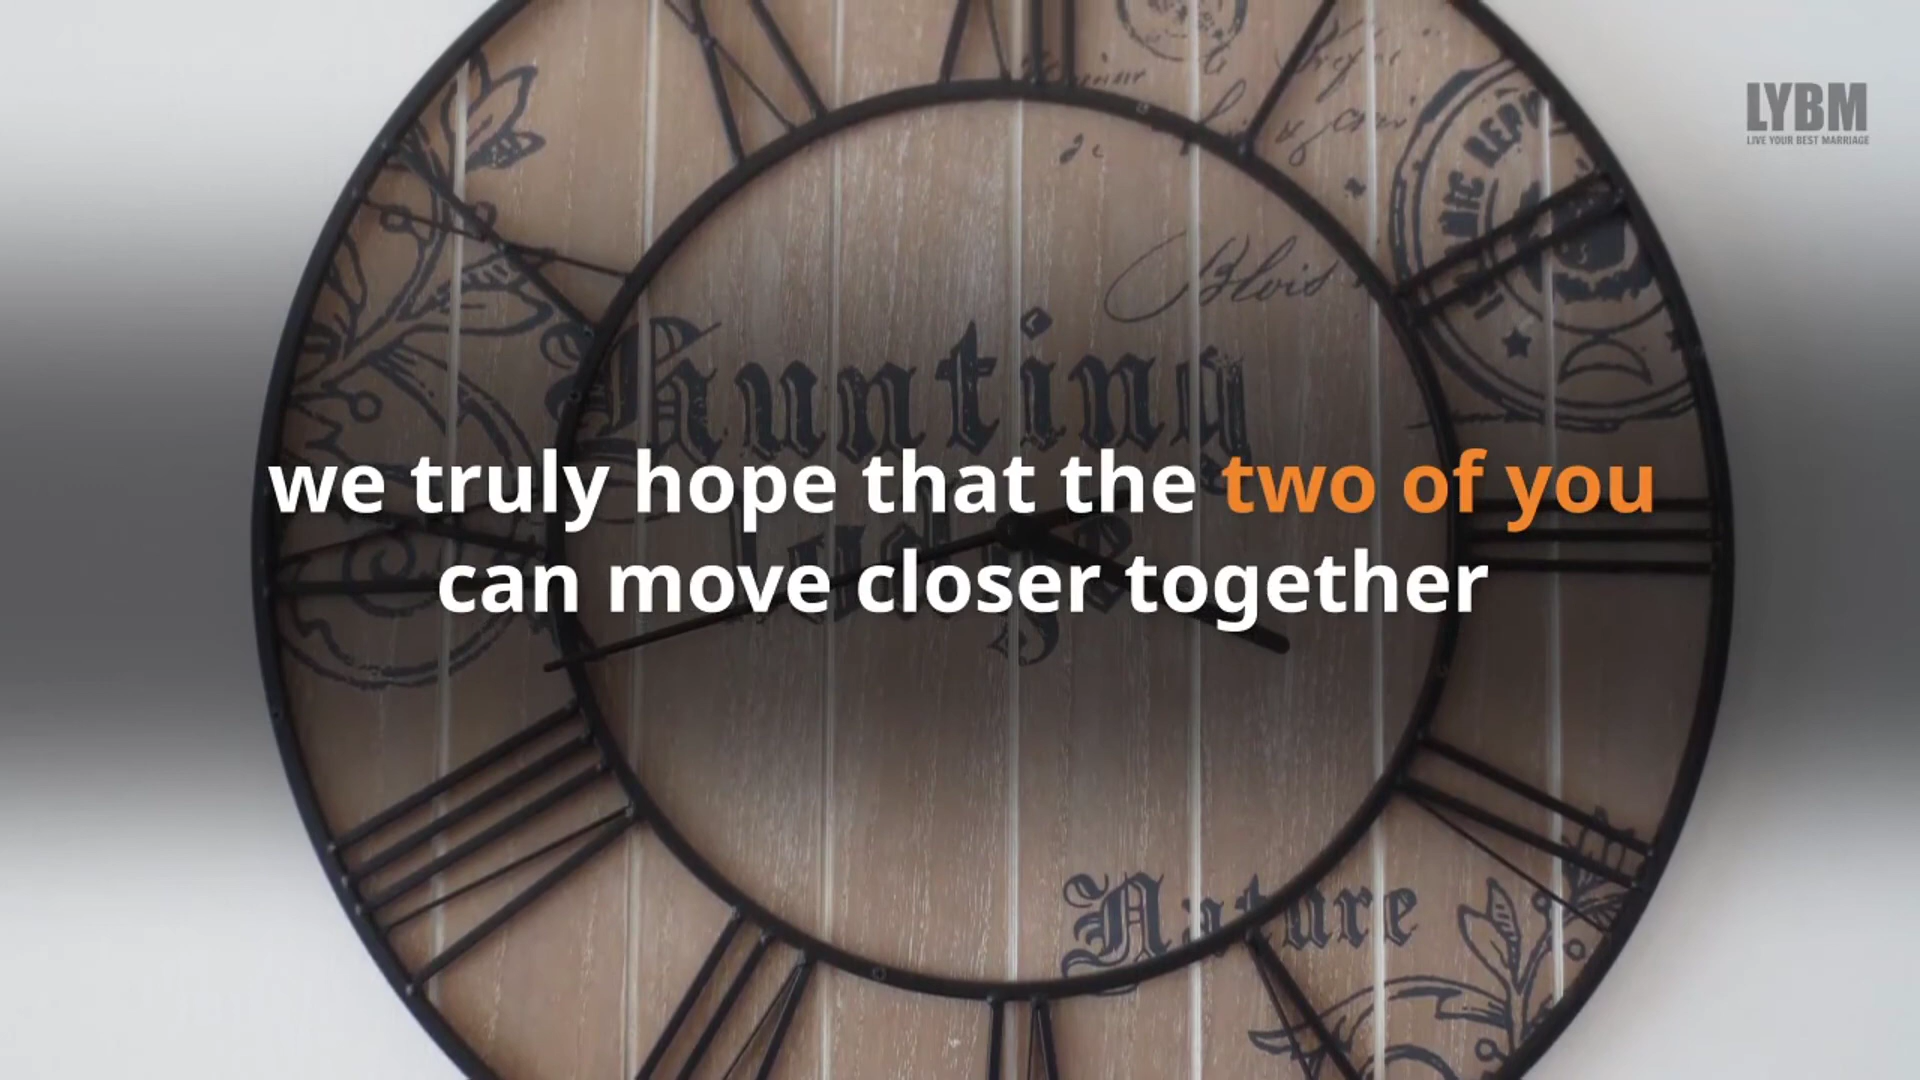 LYBM
LIVE YOUR BEST MARRIAGE
Blois
Hunting
we truly hope that the two of you
can move closer together
Nature